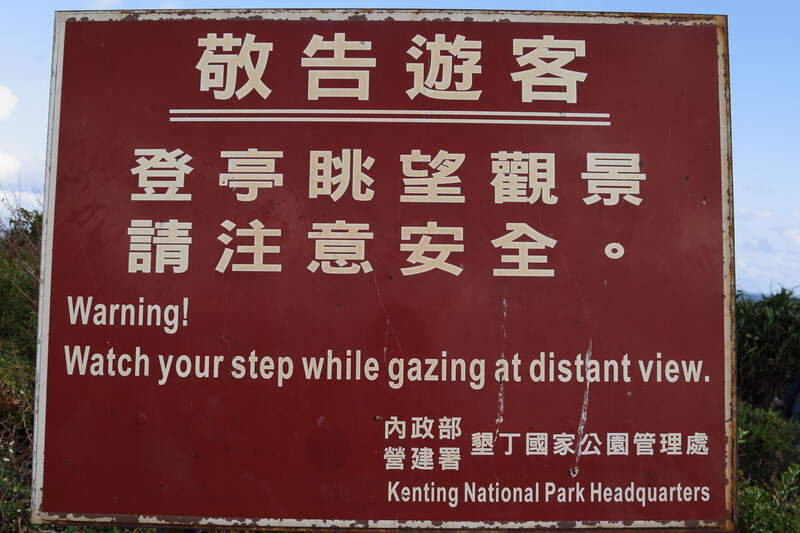 敬告遊客
登亭眺望觀景
請注意安全。
Warning!
Watch your step while gazing at distant view.
內政部
營建署 墾丁國家公園管理處
Kenting National Park Headquarters